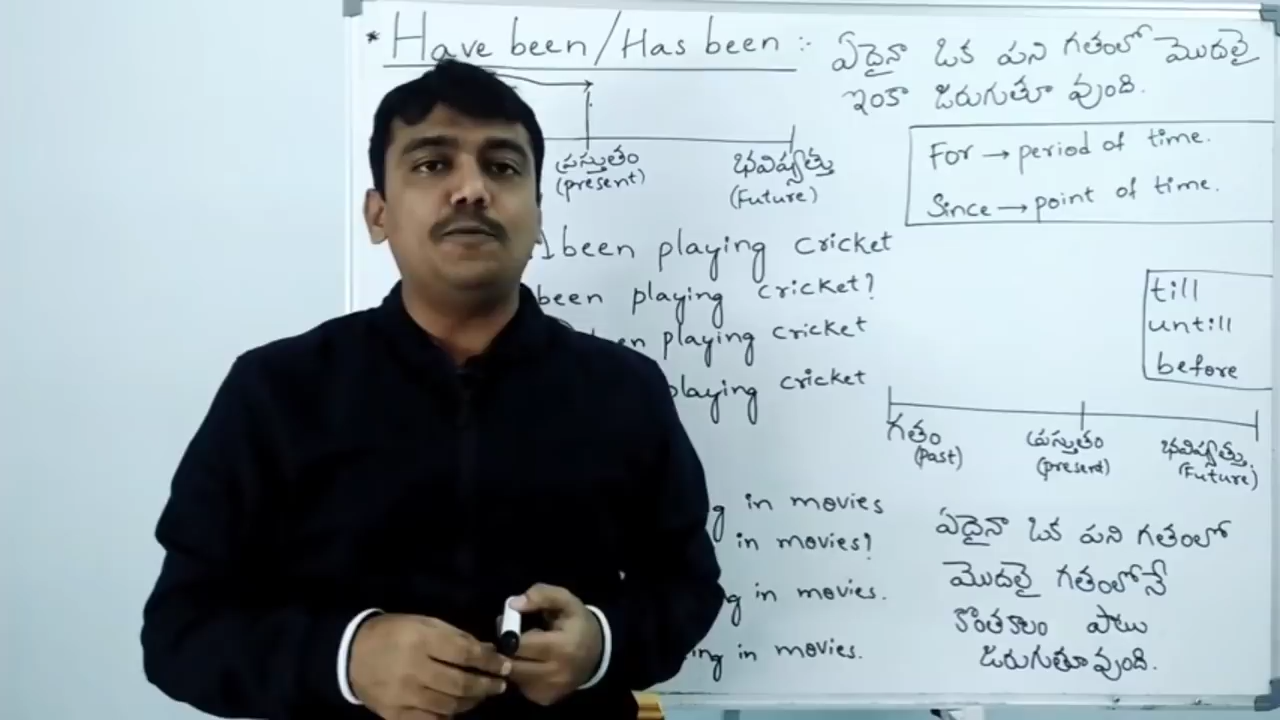 * Have been / Has been :-
ఏదైనా ఒక పని గతంలో మొదలై
ఇంకా జరుగుతూ వుంది.
ప్రస్తుతం
(present)
భవిష్యత్తు
(Future)
For → period of time.
Since → point of time.
been playing cricket
been playing cricket?
playing cricket
playing cricket
till
untill
before
గతం
(Past)
ప్రస్తుతం
(present)
భవిష్యత్తు
(Future)
in movies
in movies?
in movies.
in movies.
ఏదైనా ఒక పని గతంలో
మొదలై గతంలోనే
కొంతకాలం పాటు
జరుగుతూ వుంది.